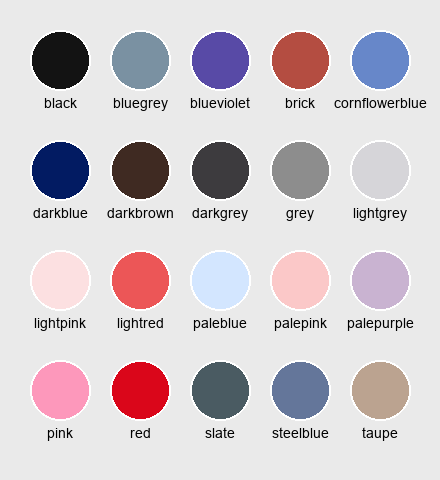 black bluegrey blueviolet brick cornflowerblue
darkblue darkbrown darkgrey grey lightgrey
lightpink lightred paleblue palepink palepurple
pink red slate steelblue taupe